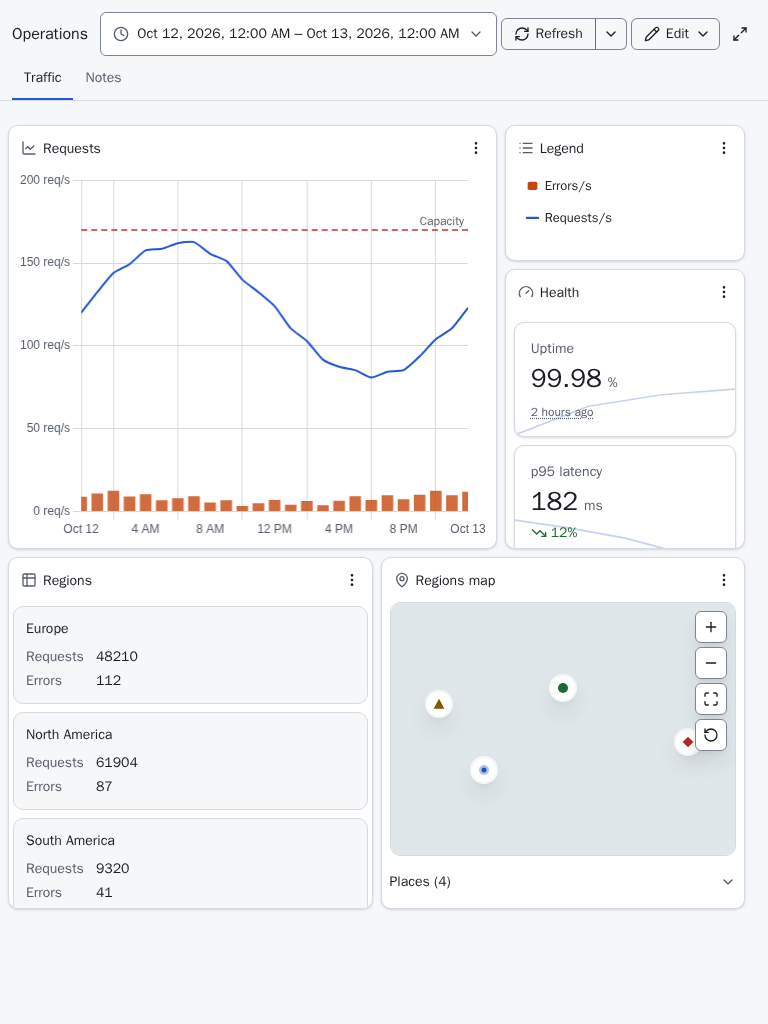 Operations
Oct 12, 2026, 12:00 AM – Oct 13, 2026, 12:00 AM
Refresh
Edit
Traffic
Notes
Requests
200 req/s
150 req/s
100 req/s
50 req/s
0 req/s
Capacity
Oct 12
4 AM
8 AM
12 PM
4 PM
8 PM
Oct 13
Legend
Errors/s
Requests/s
Health
Uptime
99.98 %
2 hours ago
p95 latency
182 ms
12%
Regions
Europe
Requests 48210
Errors 112
North America
Requests 61904
Errors 87
South America
Requests 9320
Errors 41
Regions map
Places (4)